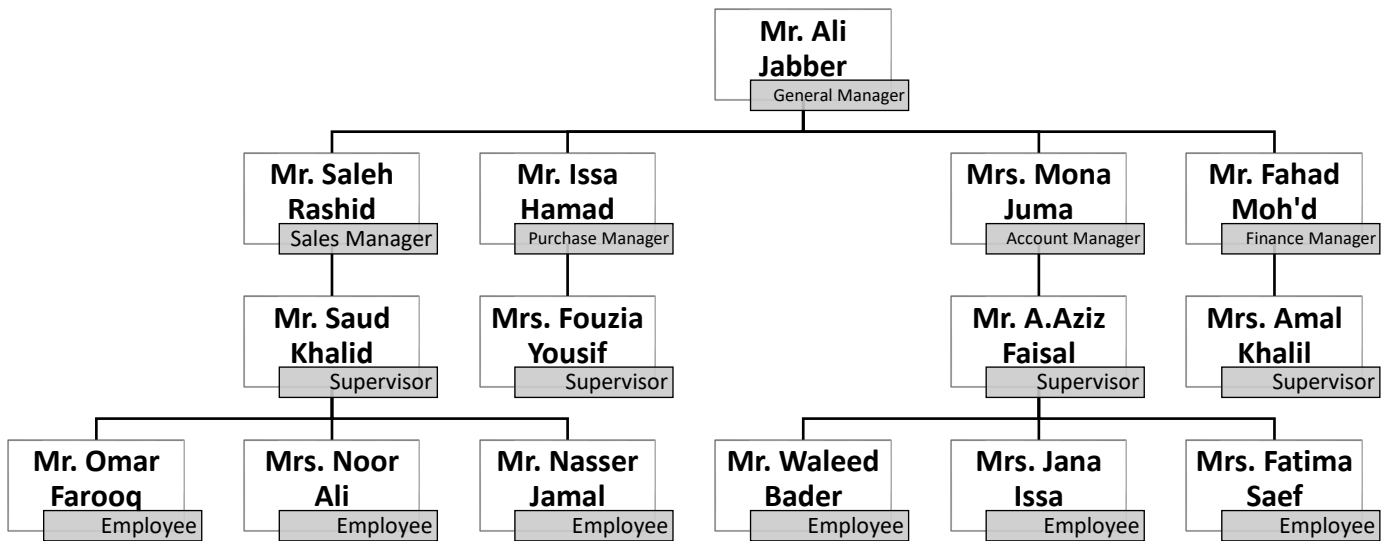 Mr. Ali
Jabber
General Manager
Mr. Saleh
Rashid
Sales Manager
Mr. Issa
Hamad
Purchase Manager
Mrs. Mona
Juma
Account Manager
Mr. Fahad
Moh'd
Finance Manager
Mr. Saud
Khalid
Supervisor
Mrs. Fouzia
Yousif
Supervisor
Mr. A.Aziz
Faisal
Supervisor
Mrs. Amal
Khalil
Supervisor
Mr. Omar
Farooq
Employee
Mrs. Noor
Ali
Employee
Mr. Nasser
Jamal
Employee
Mr. Waleed
Bader
Employee
Mrs. Jana
Issa
Employee
Mrs. Fatima
Saef
Employee